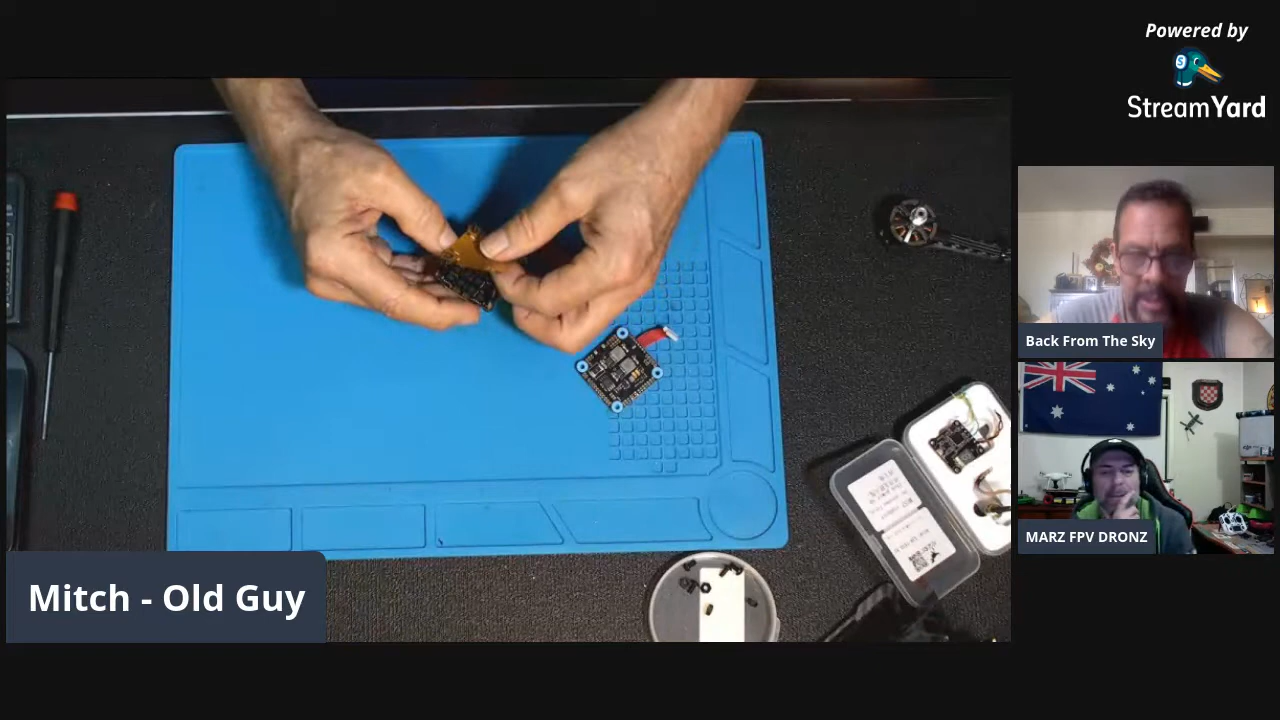 Powered by
StreamYard
Back From The Sky
MARZ FPV DRONZ
Mitch - Old Guy